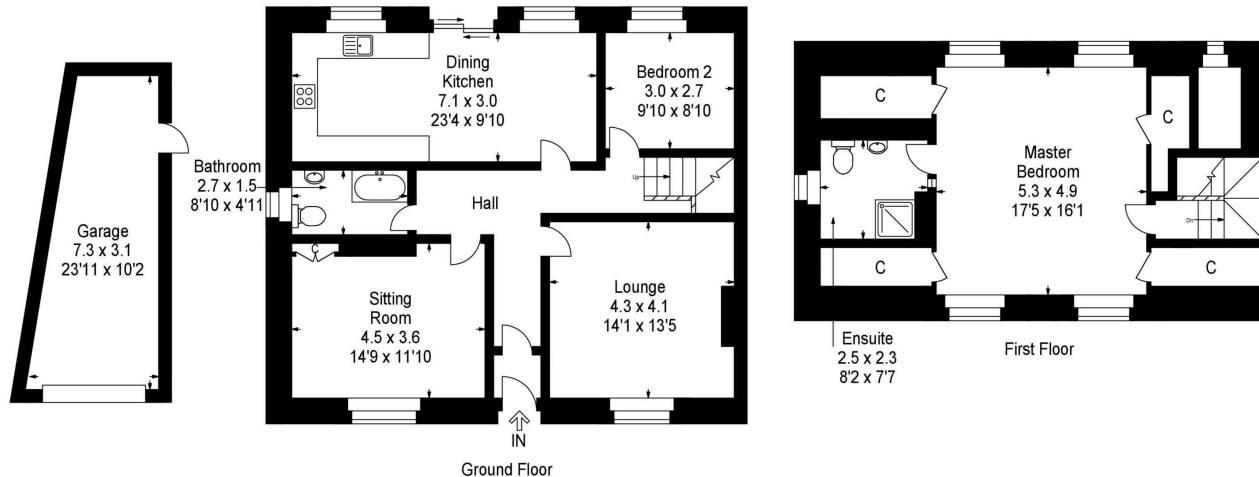 Garage
7.3 x 3.1
23'11 x 10'2
Dining
Kitchen
7.1 x 3.0
23'4 x 9'10
Bedroom 2
3.0 x 2.7
9'10 x 8'10
Bathroom
2.7 x 1.5
8'10 x 4'11
Up
Hall
C
Sitting
Room
4.5 x 3.6
14'9 x 11'10
Lounge
4.3 x 4.1
14'1 x 13'5
IN
Ground Floor
C
C
Master
Bedroom
5.3 x 4.9
17'5 x 16'1
Dn
C
C
Ensuite
2.5 x 2.3
8'2 x 7'7
First Floor